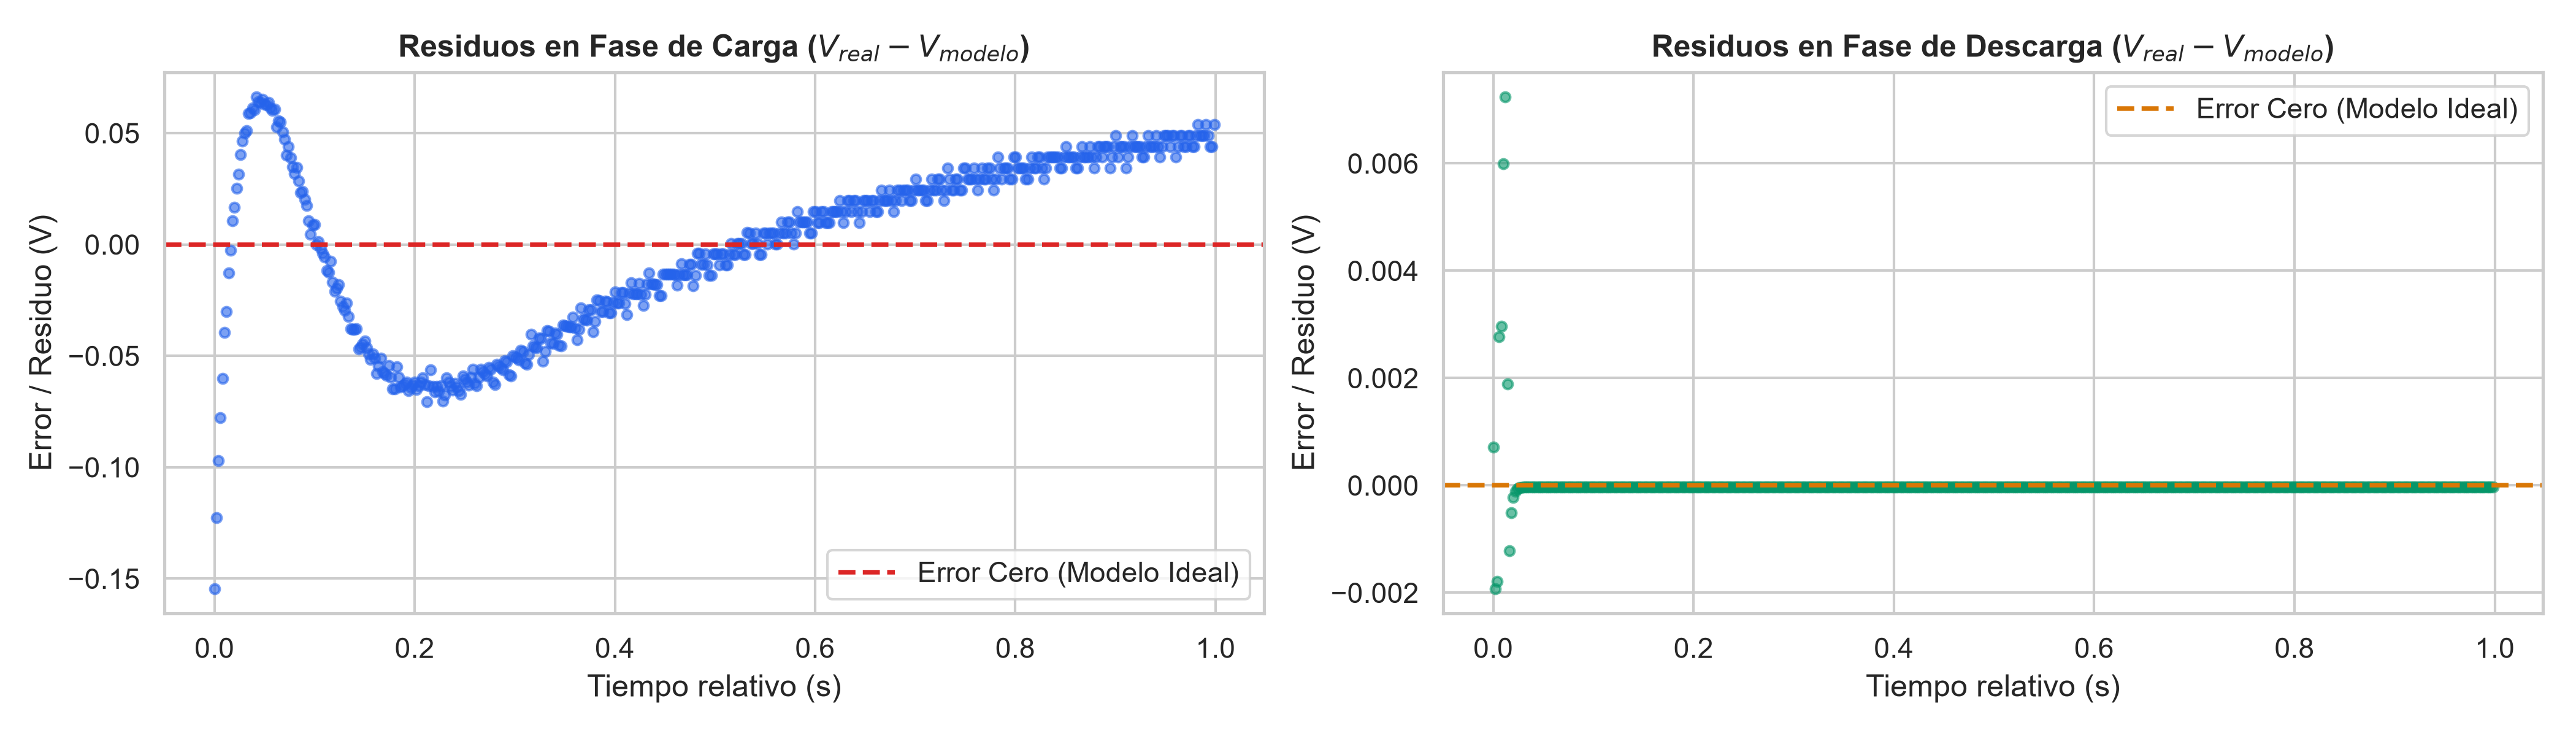 Residuos en Fase de Carga (V_real − V_modelo)
Error / Residuo (V)
0.05
0.00
−0.05
−0.10
−0.15
Error Cero (Modelo Ideal)
0.0 0.2 0.4 0.6 0.8 1.0
Tiempo relativo (s)
Residuos en Fase de Descarga (V_real − V_modelo)
Error / Residuo (V)
Error Cero (Modelo Ideal)
0.006
0.004
0.002
0.000
−0.002
0.0 0.2 0.4 0.6 0.8 1.0
Tiempo relativo (s)